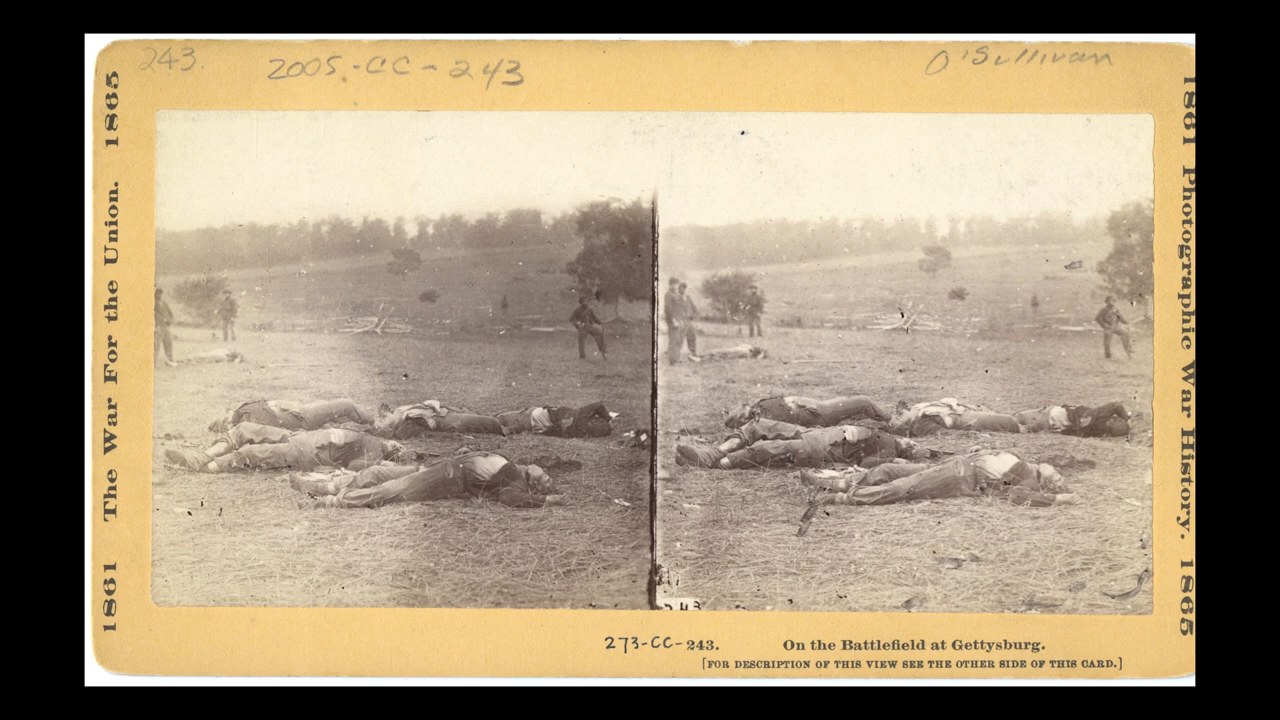 243.
2005.-CC-243
O'Sullivan
1861 The War For the Union. 1865
1861 Photographic War History. 1865
243
273-CC-243. On the Battlefield at Gettysburg.
[FOR DESCRIPTION OF THIS VIEW SEE THE OTHER SIDE OF THIS CARD.]